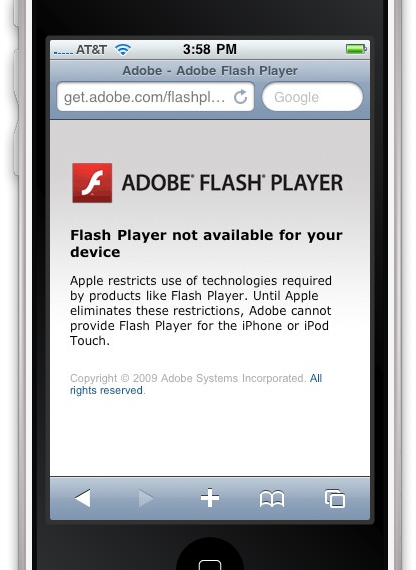 AT&T 3:58 PM
Adobe - Adobe Flash Player
get.adobe.com/flashpl... Google
ADOBE® FLASH® PLAYER
Flash Player not available for your
device
Apple restricts use of technologies required
by products like Flash Player. Until Apple
eliminates these restrictions, Adobe cannot
provide Flash Player for the iPhone or iPod
Touch.
Copyright © 2009 Adobe Systems Incorporated. All
rights reserved.